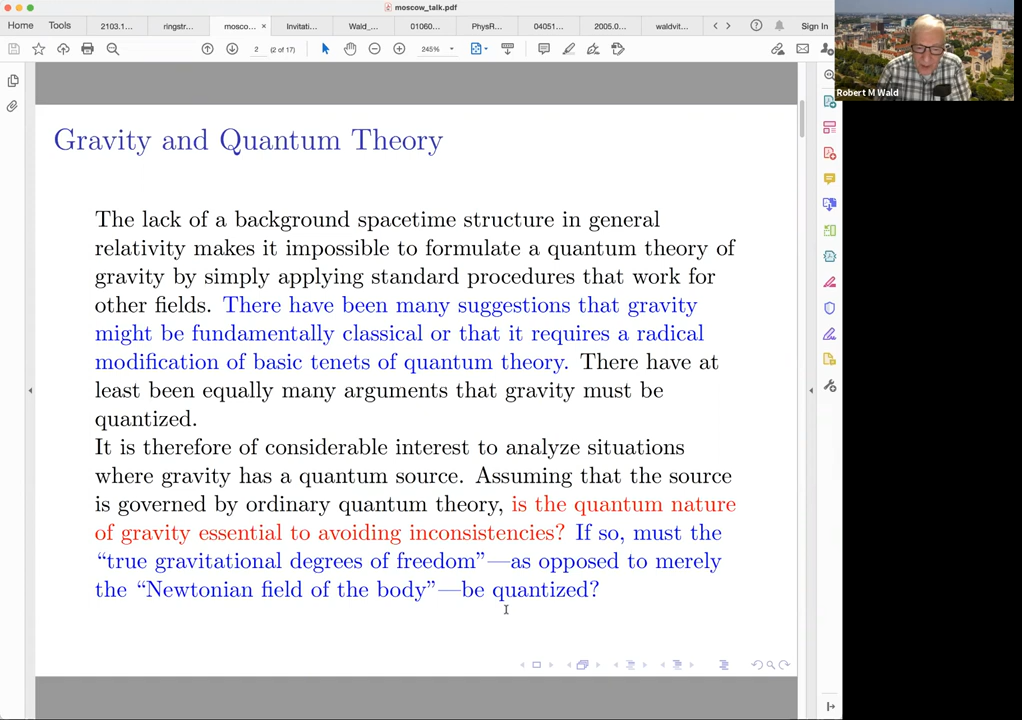 moscow_talk.pdf
Home Tools 2103.1... ringstr... mosco... × Invitati... Wald_... 01060... PhysR... 04051... 2005.0... waldvit... Sign In
2 (2 of 17) 245%
Robert M Wald
Gravity and Quantum Theory
The lack of a background spacetime structure in general
relativity makes it impossible to formulate a quantum theory of
gravity by simply applying standard procedures that work for
other fields. There have been many suggestions that gravity
might be fundamentally classical or that it requires a radical
modification of basic tenets of quantum theory. There have at
least been equally many arguments that gravity must be
quantized.
It is therefore of considerable interest to analyze situations
where gravity has a quantum source. Assuming that the source
is governed by ordinary quantum theory, is the quantum nature
of gravity essential to avoiding inconsistencies? If so, must the
“true gravitational degrees of freedom”—as opposed to merely
the “Newtonian field of the body”—be quantized?